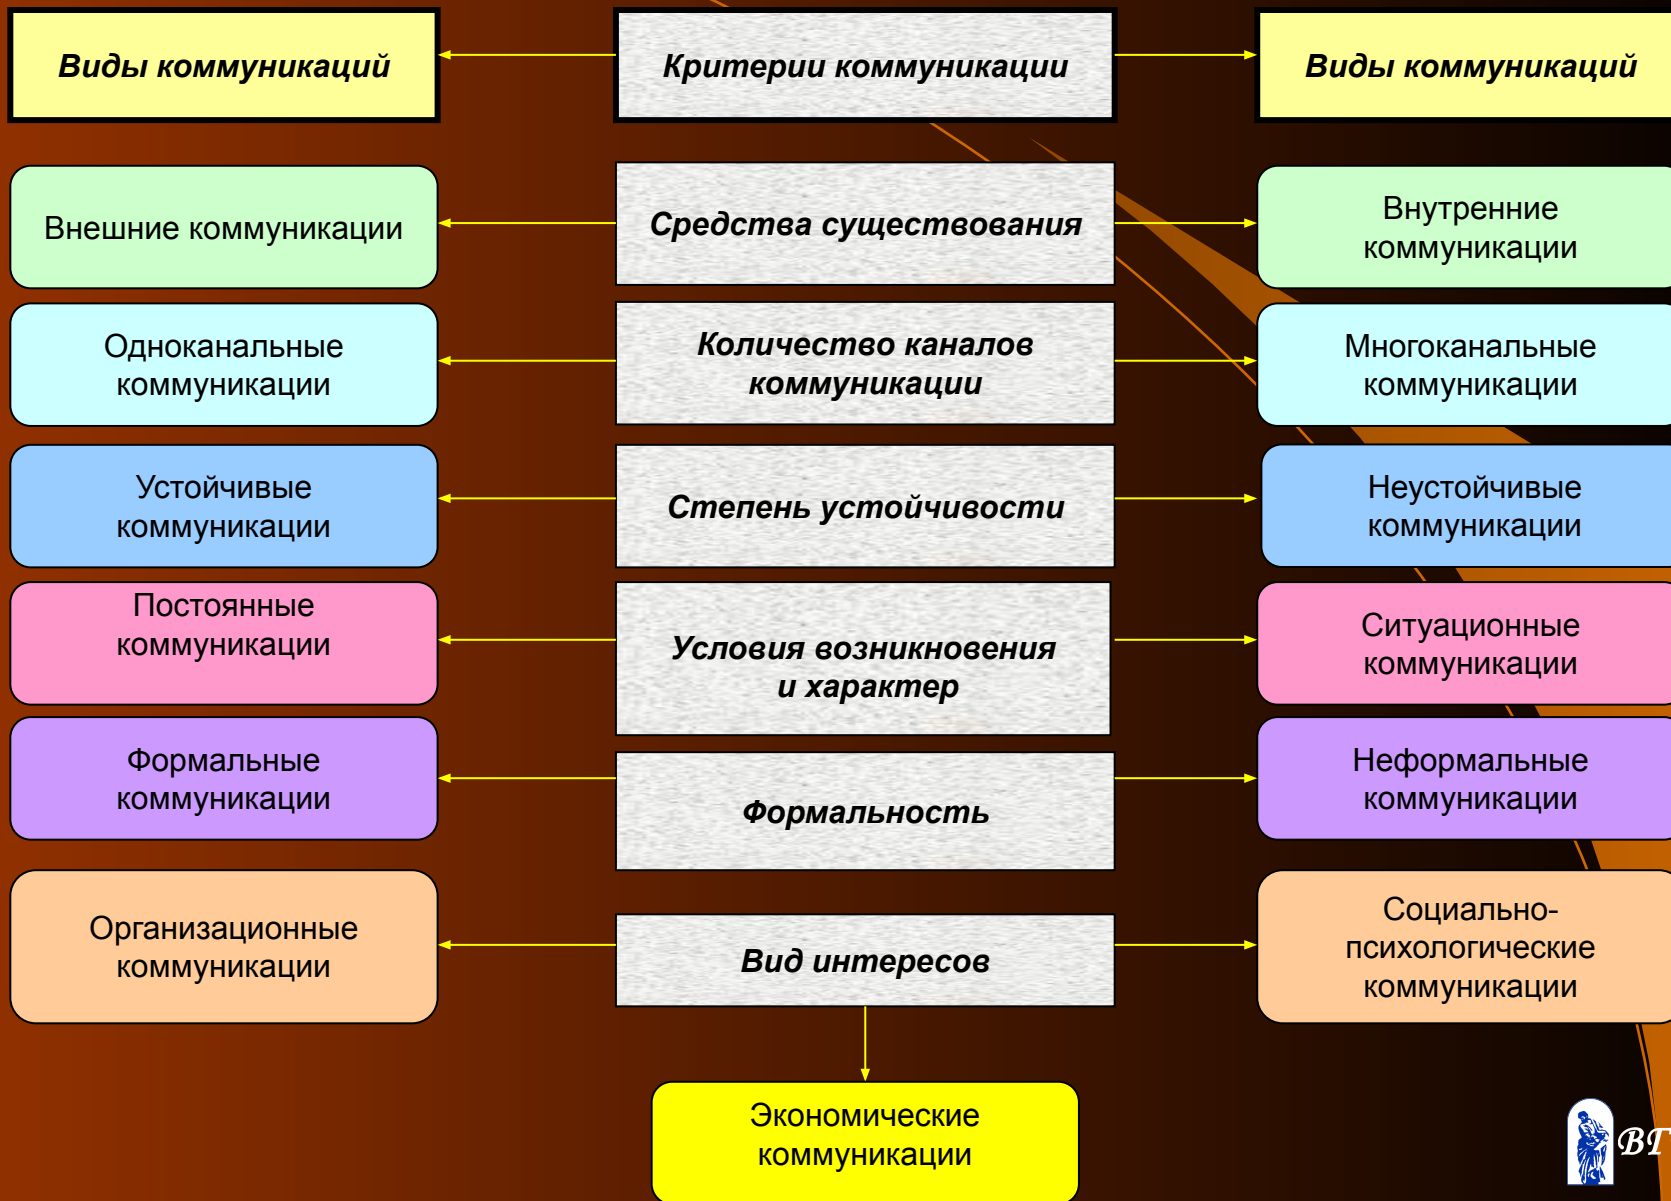 Виды коммуникаций
Критерии коммуникации
Виды коммуникаций
Внешние коммуникации
Средства существования
Внутренние
коммуникации
Одноканальные
коммуникации
Количество каналов
коммуникации
Многоканальные
коммуникации
Устойчивые
коммуникации
Степень устойчивости
Неустойчивые
коммуникации
Постоянные
коммуникации
Условия возникновения
и характер
Ситуационные
коммуникации
Формальные
коммуникации
Формальность
Неформальные
коммуникации
Организационные
коммуникации
Вид интересов
Социально-
психологические
коммуникации
Экономические
коммуникации